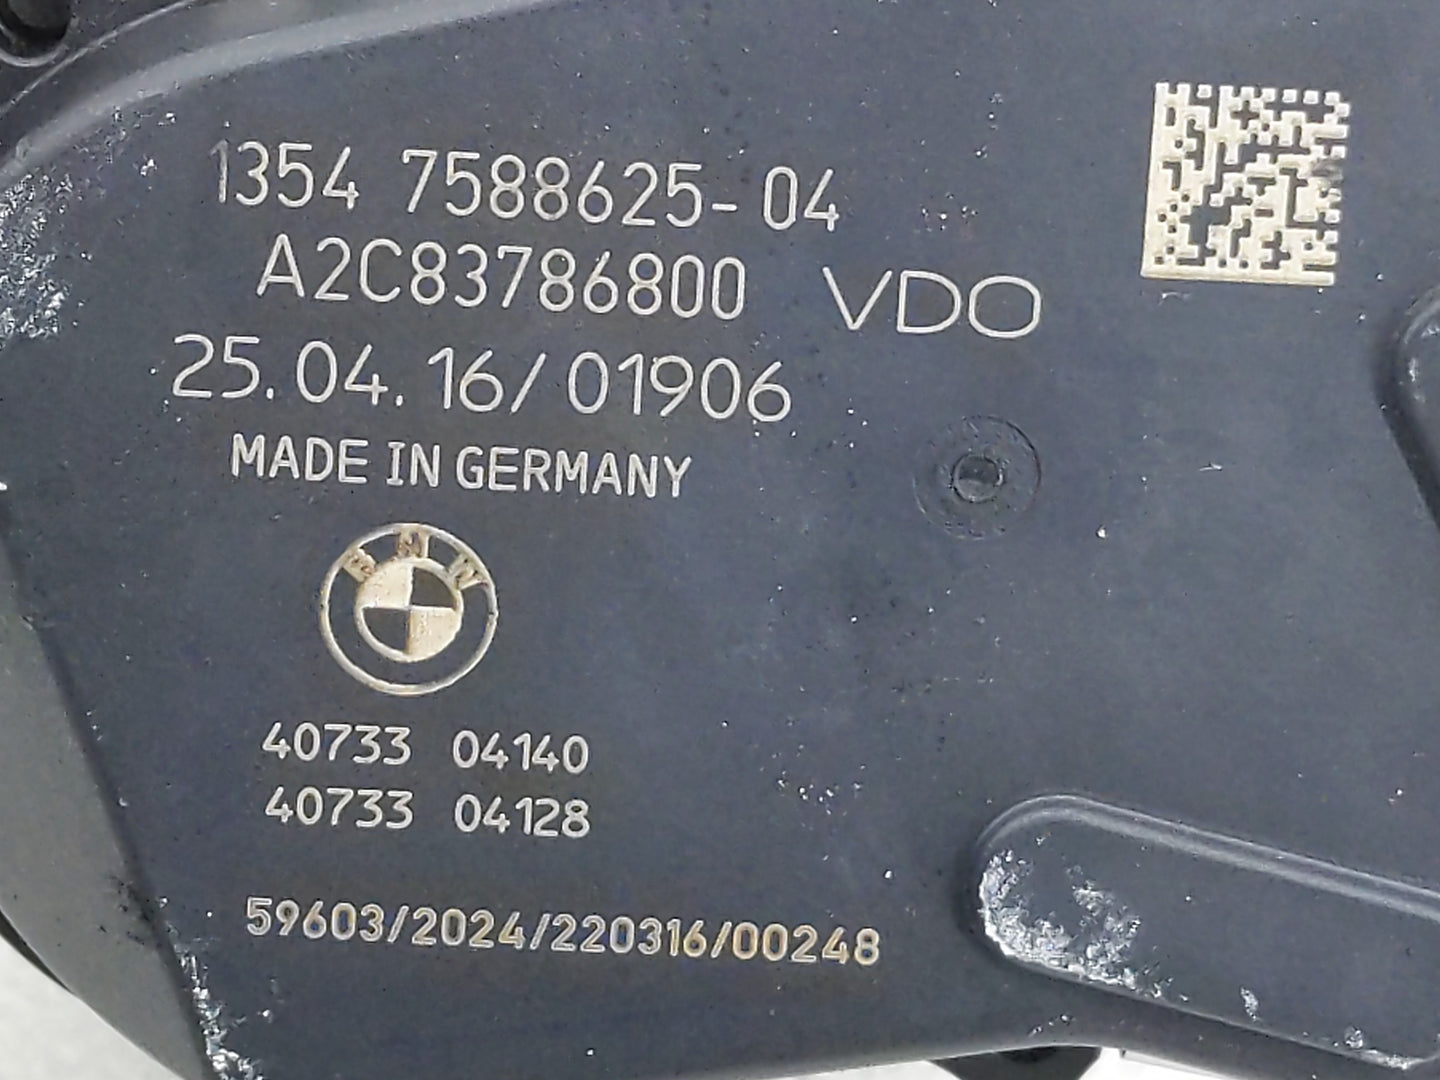 1354 7588625-04
A2C83786800 VDO
25.04.16/01906
MADE IN GERMANY
BMW
40733 04140
40733 04128
59603/2024/220316/00248